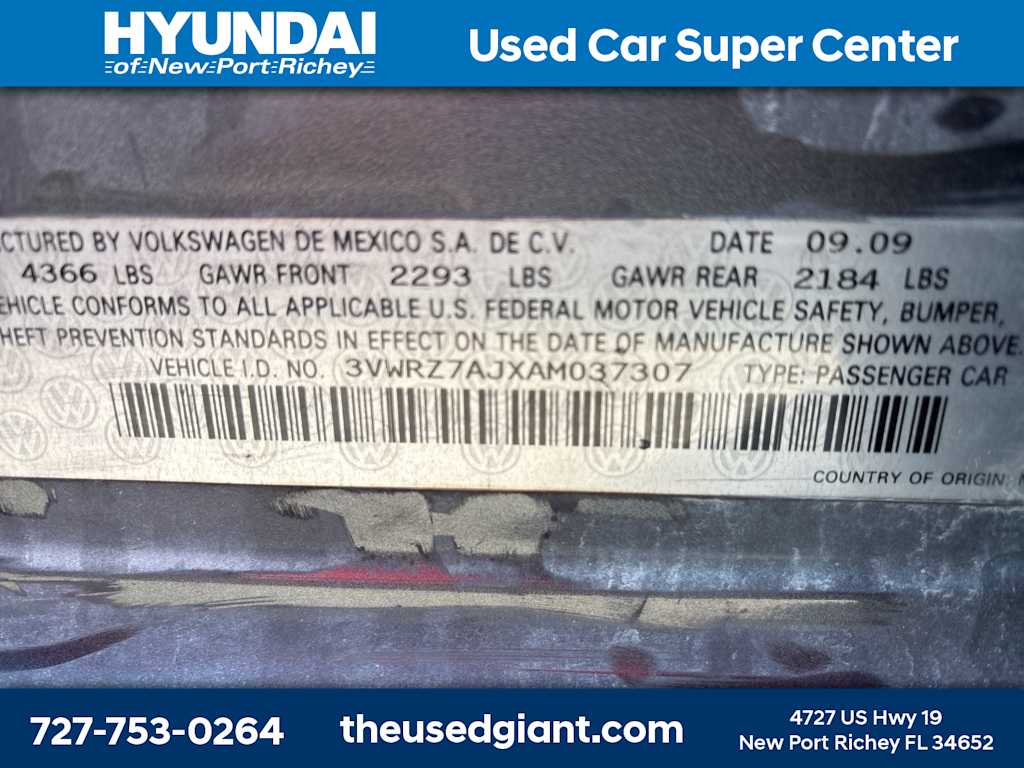 HYUNDAI
of New Port Richey
Used Car Super Center
CTURED BY VOLKSWAGEN DE MEXICO S.A. DE C.V. DATE 09.09
4366 LBS GAWR FRONT 2293 LBS GAWR REAR 2184 LBS
EHICLE CONFORMS TO ALL APPLICABLE U.S. FEDERAL MOTOR VEHICLE SAFETY, BUMPER,
HEFT PREVENTION STANDARDS IN EFFECT ON THE DATE OF MANUFACTURE SHOWN ABOVE.
VEHICLE I.D. NO. 3VWRZ7AJXAM037307 TYPE: PASSENGER CAR
COUNTRY OF ORIGIN:
727-753-0264
theusedgiant.com
4727 US Hwy 19
New Port Richey FL 34652